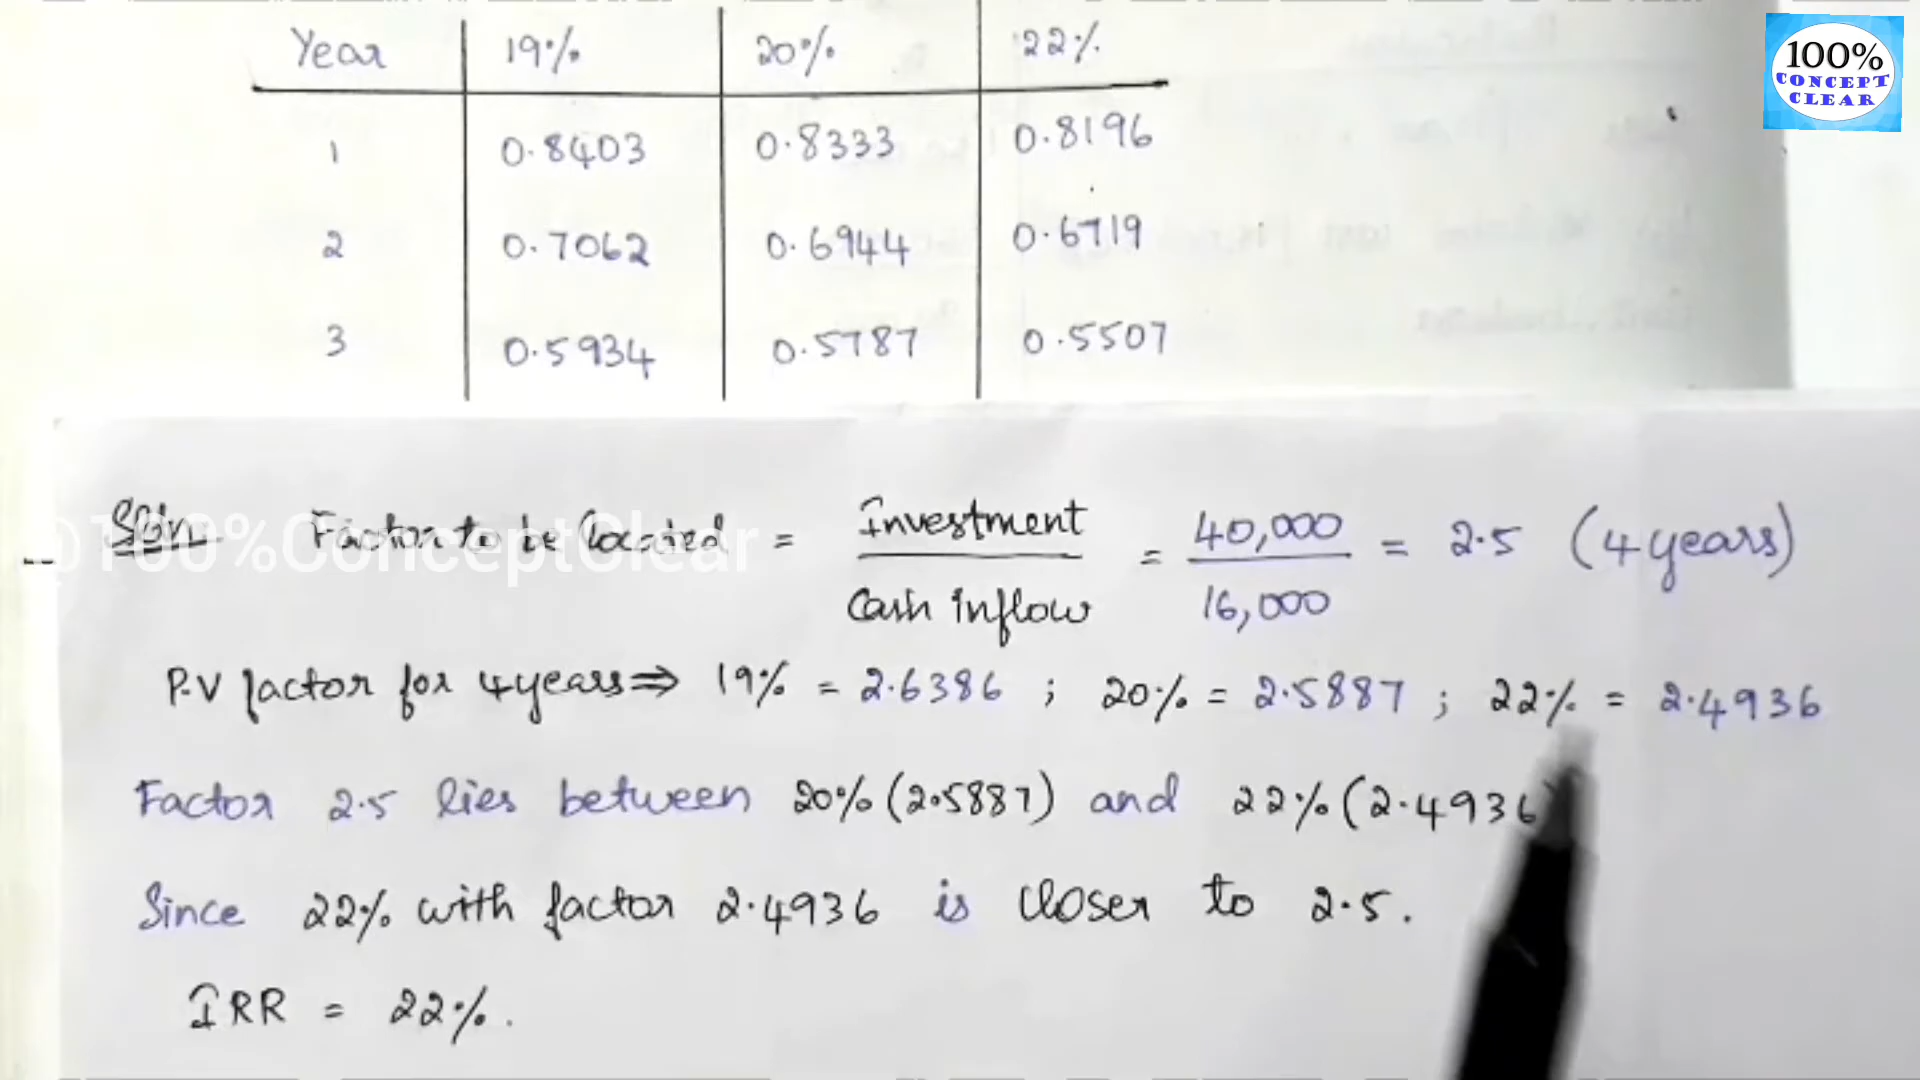 Year 19% 20% 22%
1 0.8403 0.8333 0.8196
2 0.7062 0.6944 0.6719
3 0.5934 0.5787 0.5507
100%
CONCEPT
CLEAR
@100%ConceptClear
Soln. Factor to be located = Investment / Cash inflow = 40,000 / 16,000 = 2.5 (4 years)
P.V factor for 4 years ⇒ 19% = 2.6386 ; 20% = 2.5887 ; 22% = 2.4936
Factor 2.5 lies between 20% (2.5887) and 22% (2.4936
Since 22% with factor 2.4936 is closer to 2.5.
IRR = 22%.